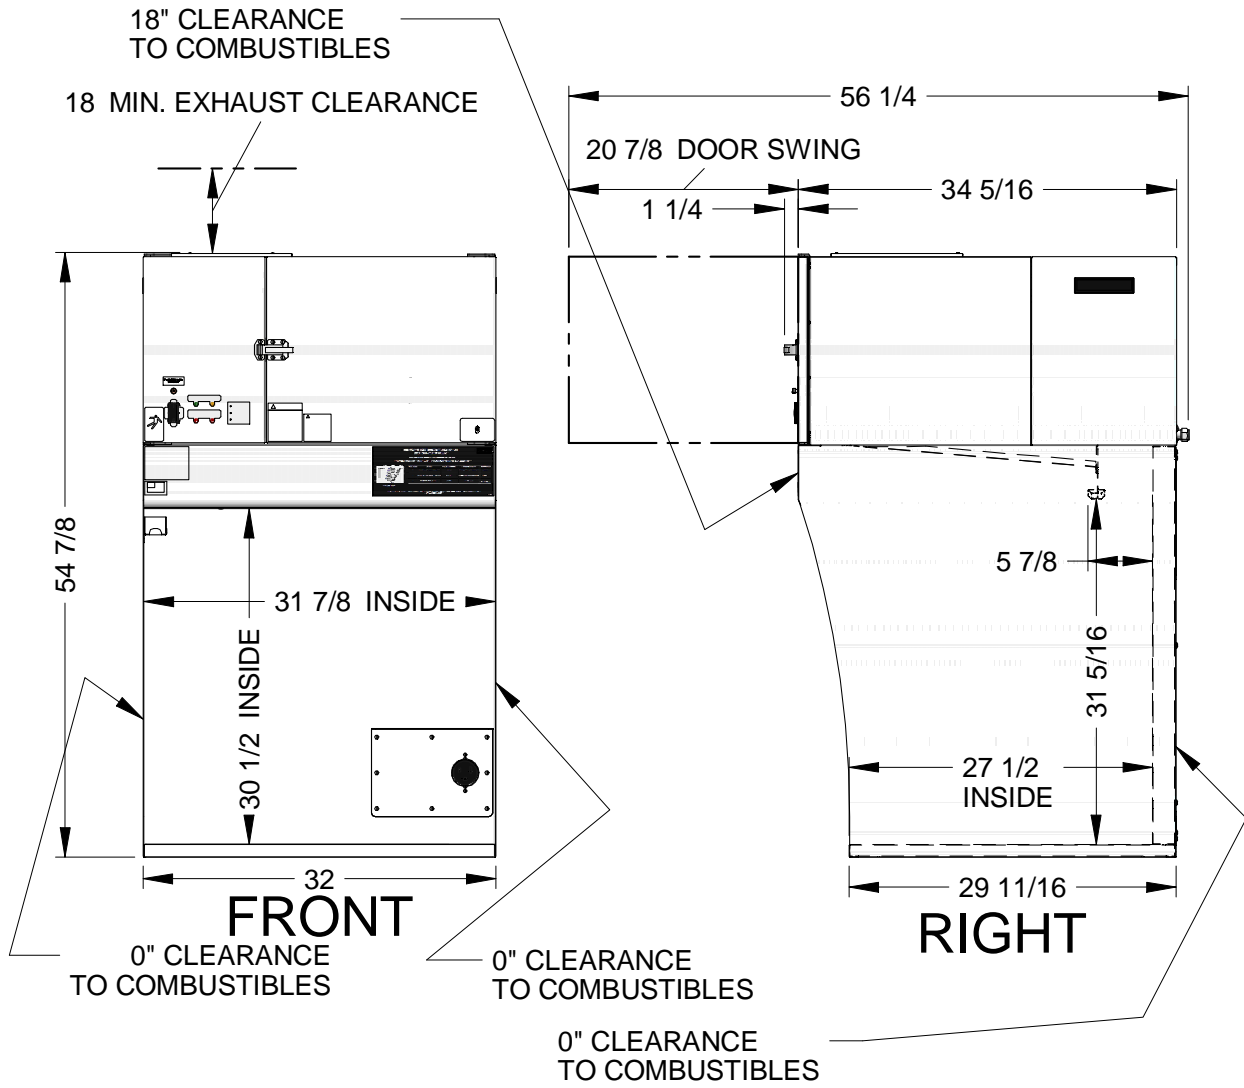 18" CLEARANCE
TO COMBUSTIBLES
18 MIN. EXHAUST CLEARANCE
56 1/4
20 7/8 DOOR SWING
34 5/16
1 1/4
54 7/8
31 7/8 INSIDE
30 1/2 INSIDE
5 7/8
31 5/16
27 1/2
INSIDE
32
FRONT
29 11/16
RIGHT
0" CLEARANCE
TO COMBUSTIBLES
0" CLEARANCE
TO COMBUSTIBLES
0" CLEARANCE
TO COMBUSTIBLES